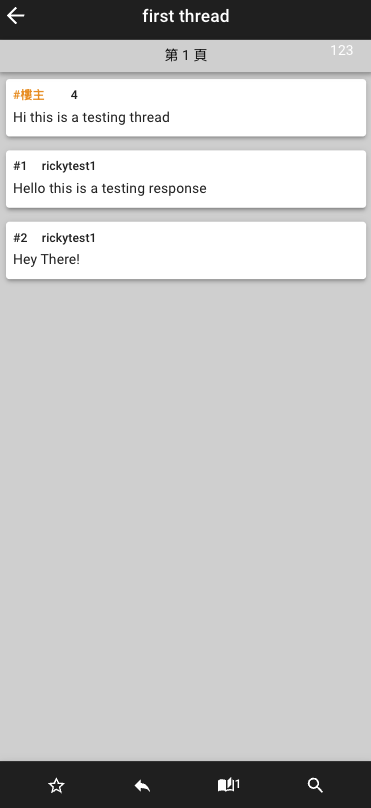 first thread
第 1 頁
123
#樓主 4
Hi this is a testing thread
#1 rickytest1
Hello this is a testing response
#2 rickytest1
Hey There!
1